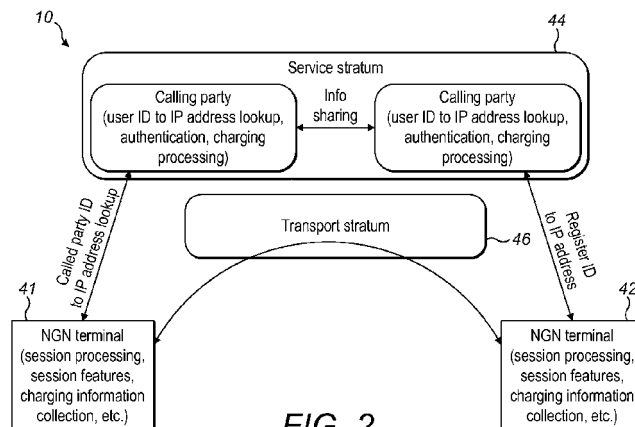 10
44
Service stratum
Calling party
(user ID to IP address lookup,
authentication, charging
processing)
Info
sharing
Calling party
(user ID to IP address lookup,
authentication, charging
processing)
Called party ID
to IP address lookup
Transport stratum
46
Register ID
to IP address
41
NGN terminal
(session processing,
session features,
charging information
collection, etc.)
42
NGN terminal
(session processing,
session features,
charging information
collection, etc.)
FIG. 2